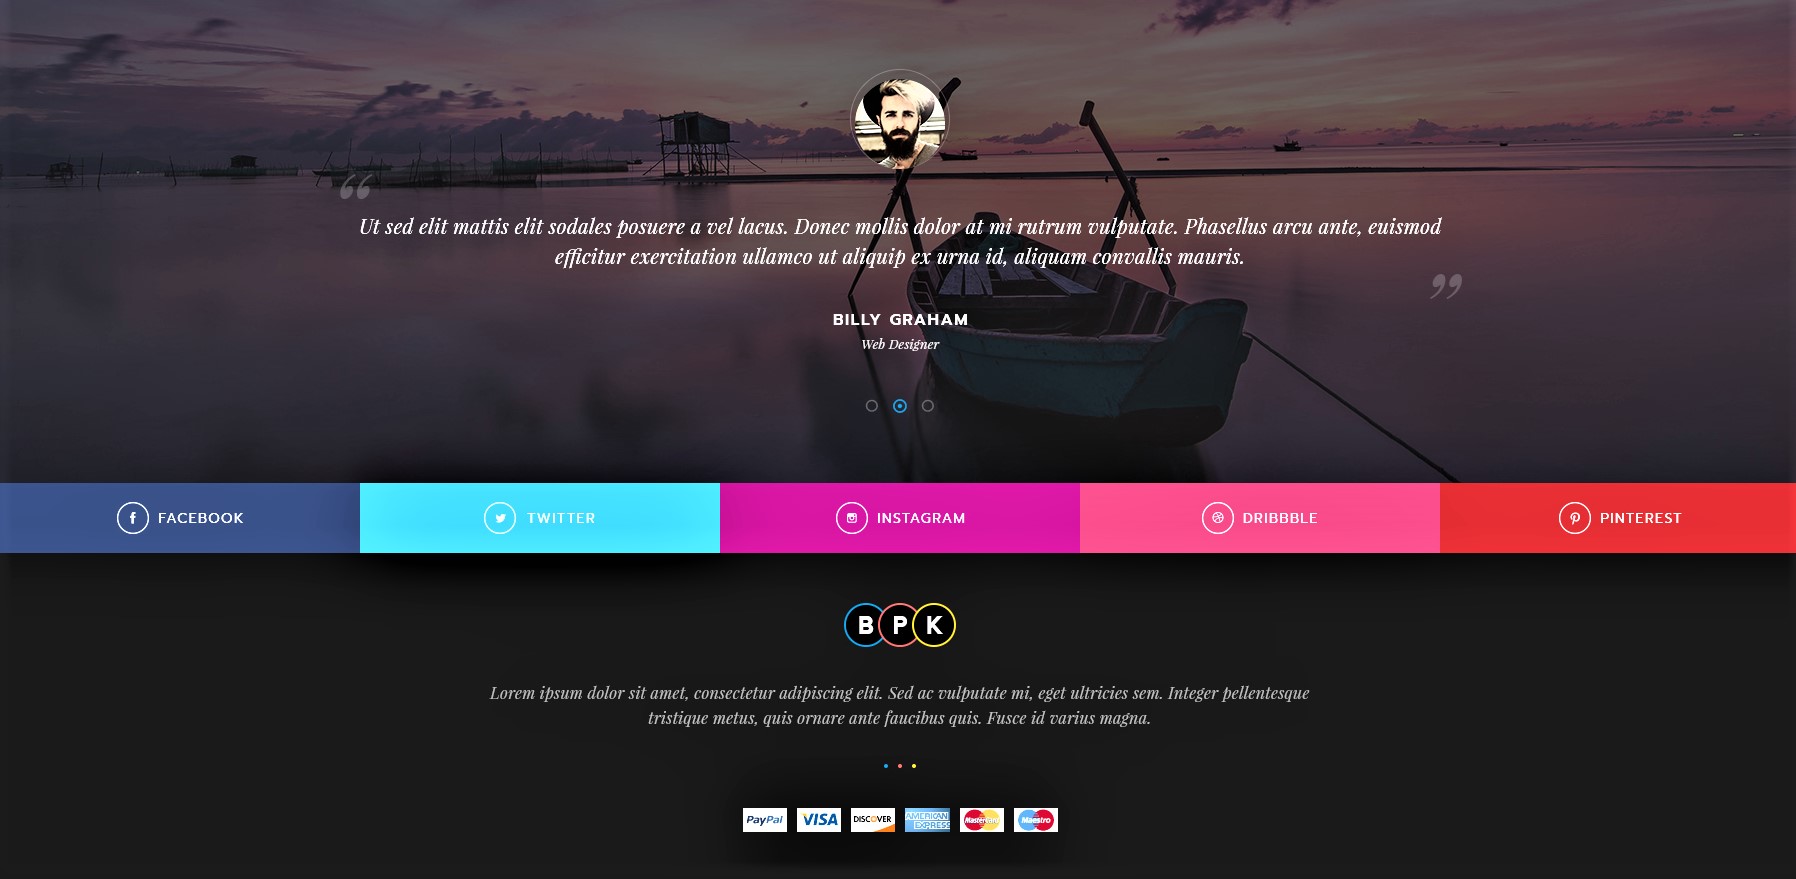 “
Ut sed elit mattis elit sodales posuere a vel lacus. Donec mollis dolor at mi rutrum vulputate. Phasellus arcu ante, euismod
efficitur exercitation ullamco ut aliquip ex urna id, aliquam convallis mauris.
”
BILLY GRAHAM
Web Designer
FACEBOOK TWITTER INSTAGRAM DRIBBBLE PINTEREST
BPK
Lorem ipsum dolor sit amet, consectetur adipiscing elit. Sed ac vulputate mi, eget ultricies sem. Integer pellentesque
tristique metus, quis ornare ante faucibus quis. Fusce id varius magna.
PayPal VISA DISCOVER AMERICAN EXPRESS MasterCard Maestro